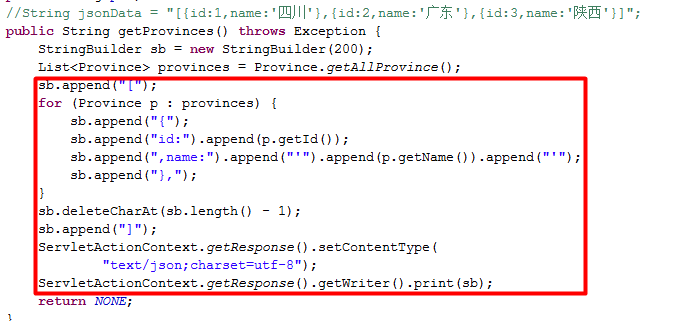 //String jsonData = "[{id:1,name:'四川'},{id:2,name:'广东'},{id:3,name:'陕西'}]";
public String getProvinces() throws Exception {
StringBuilder sb = new StringBuilder(200);
List<Province> provinces = Province.getAllProvince();
sb.append("[");
for (Province p : provinces) {
sb.append("{");
sb.append("id:").append(p.getId());
sb.append(",name:").append("'").append(p.getName()).append("'");
sb.append("},");
}
sb.deleteCharAt(sb.length() - 1);
sb.append("]");
ServletActionContext.getResponse().setContentType(
"text/json;charset=utf-8");
ServletActionContext.getResponse().getWriter().print(sb);
return NONE;
}